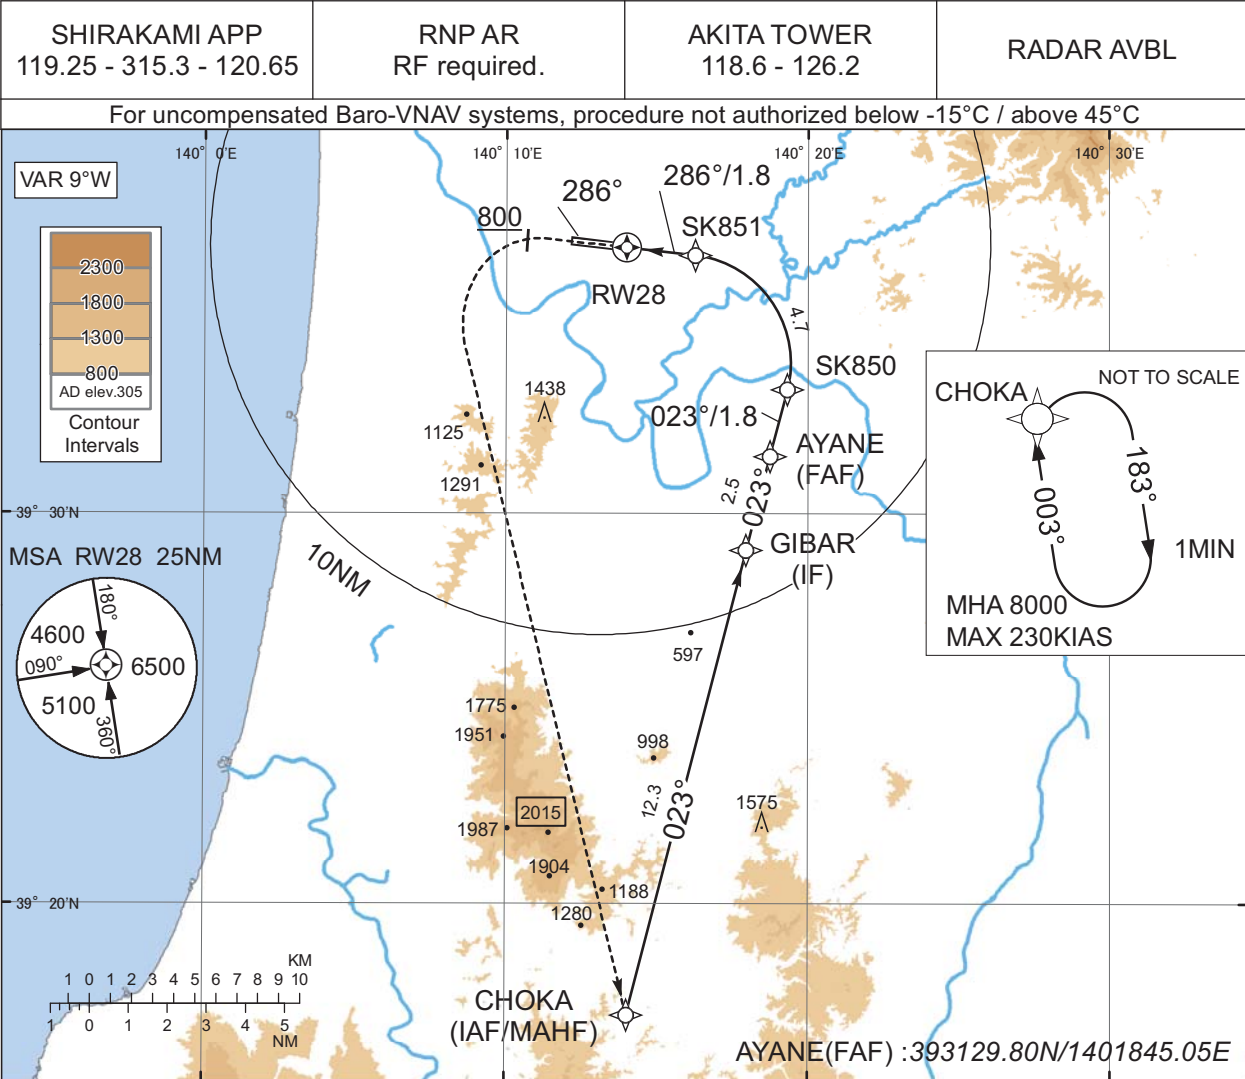 SHIRAKAMI APP
119.25 - 315.3 - 120.65
RNP AR
RF required.
AKITA TOWER
118.6 - 126.2
RADAR AVBL
For uncompensated Baro-VNAV systems, procedure not authorized below -15°C / above 45°C
140° 0'E
140° 10'E
140° 20'E
140° 30'E
VAR 9°W
2300
1800
1300
800
AD elev.305
Contour
Intervals
286°
286°/1.8
800
SK851
RW28
4.7
SK850
023°/1.8
AYANE
(FAF)
2.5
023°
GIBAR
(IF)
1438
1125
1291
39° 30'N
10NM
MSA RW28 25NM
180°
4600
090°
6500
5100
360°
CHOKA
NOT TO SCALE
183°
003°
1MIN
MHA 8000
MAX 230KIAS
597
1775
1951
998
12.3
023°
1575
2015
1987
1904
1188
1280
39° 20'N
KM
1 0 1 2 3 4 5 6 7 8 9 10
1 0 1 2 3 4 5
NM
CHOKA
(IAF/MAHF)
AYANE(FAF) :393129.80N/1401845.05E